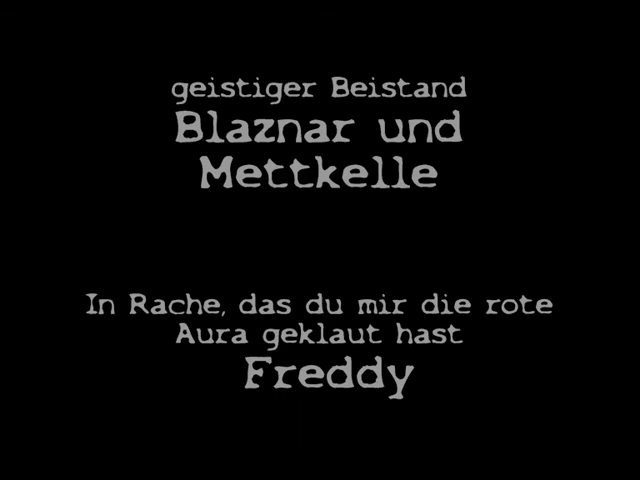 geistiger Beistand
Blaznar und
Mettkelle
In Rache, das du mir die rote
Aura geklaut hast
Freddy